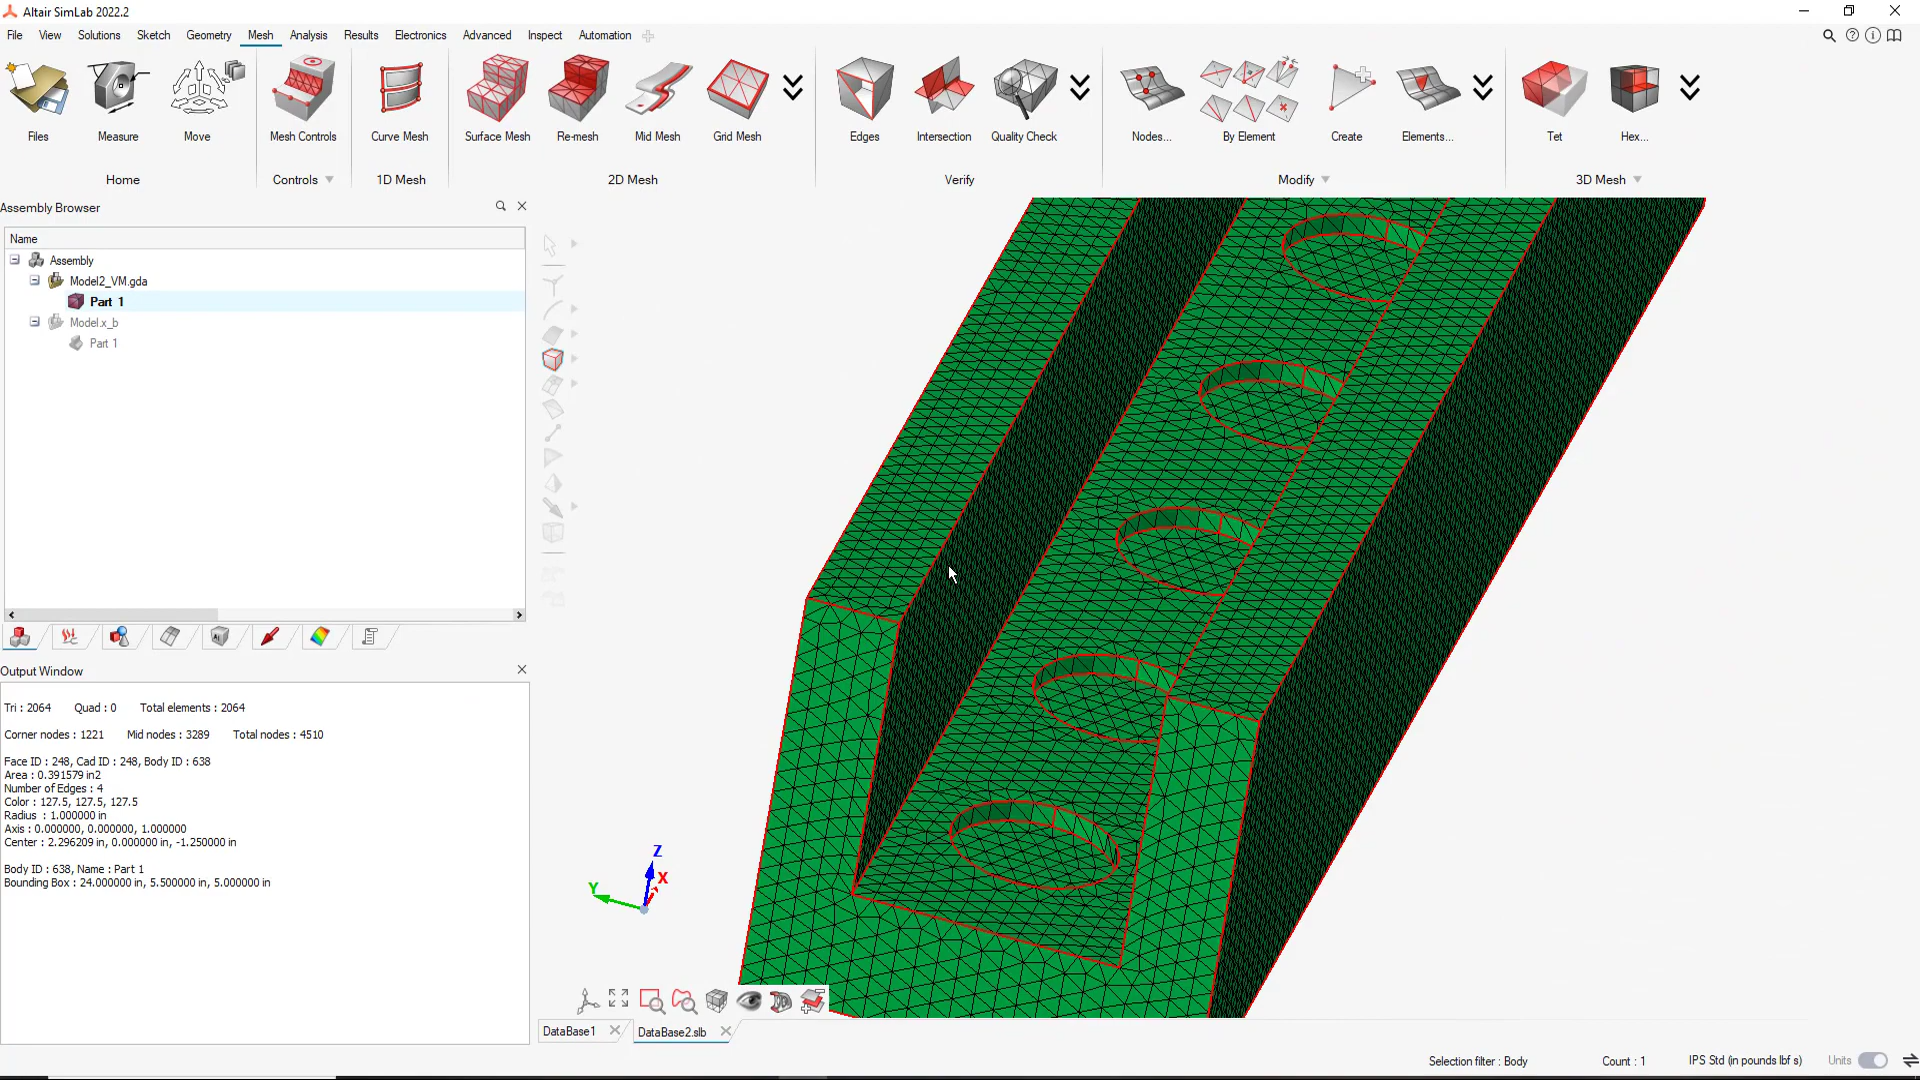 Altair SimLab 2022.2
File View Solutions Sketch Geometry Mesh Analysis Results Electronics Advanced Inspect Automation
Files Measure Move Mesh Controls Curve Mesh Surface Mesh Re-mesh Mid Mesh Grid Mesh Edges Intersection Quality Check Nodes... By Element Create Elements... Tet Hex...
Home Controls 1D Mesh 2D Mesh Verify Modify 3D Mesh
Assembly Browser
Name
Assembly
Model2_VM.gda
Part 1
Model.x_b
Part 1
Output Window
Tri : 2064 Quad : 0 Total elements : 2064
Corner nodes : 1221 Mid nodes : 3289 Total nodes : 4510
Face ID : 248, Cad ID : 248, Body ID : 638
Area : 0.391579 in2
Number of Edges : 4
Color : 127.5, 127.5, 127.5
Radius : 1.000000 in
Axis : 0.000000, 0.000000, 1.000000
Center : 2.296209 in, 0.000000 in, -1.250000 in
Body ID : 638, Name : Part 1
Bounding Box : 24.000000 in, 5.500000 in, 5.000000 in
Z
X
Y
DataBase1 DataBase2.slb
Selection filter : Body Count : 1 IPS Std (in pounds lbf s) Units